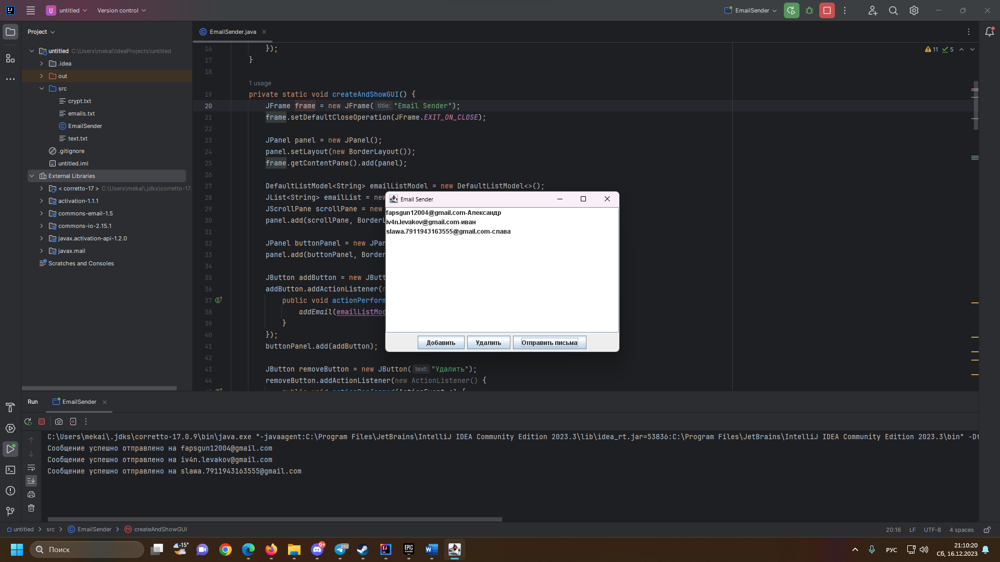 U untitled Version control EmailSender
Project
EmailSender.java
untitled C:\Users\mekai\IdeaProjects\untitled
.idea
out
src
crypt.txt
emails.txt
EmailSender
text.txt
.gitignore
untitled.iml
External Libraries
< corretto-17 > C:\Users\mekai\.jdks\corretto-17.
activation-1.1.1
commons-email-1.5
commons-io-2.15.1
javax.activation-api-1.2.0
javax.mail
Scratches and Consoles
11 5
16 });
17 }
18
1 usage
19 private static void createAndShowGUI() {
20 JFrame frame = new JFrame( title: "Email Sender");
21 frame.setDefaultCloseOperation(JFrame.EXIT_ON_CLOSE);
22
23 JPanel panel = new JPanel();
24 panel.setLayout(new BorderLayout());
25 frame.getContentPane().add(panel);
26
27 DefaultListModel<String> emailListModel = new DefaultListModel<>();
28 JList<String> emailList = new
29 JScrollPane scrollPane = new
30 panel.add(scrollPane, BorderL
31
32 JPanel buttonPanel = new JPan
33 panel.add(buttonPanel, Border
34
35 JButton addButton = new JButt
36 addButton.addActionListener(n
37 public void actionPerform
38 addEmail(emailListMod
39 }
40 });
41 buttonPanel.add(addButton);
42
43 JButton removeButton = new JButton( text: "Удалить");
44 removeButton.addActionListener(new ActionListener() {
45 public void actionPerformed(ActionEvent e) {
Email Sender
fapsgun12004@gmail.com-Александр
iv4n.levakov@gmail.com-иван
slawa.7911943163555@gmail.com-слава
Добавить Удалить Отправить письма
Run EmailSender
C:\Users\mekai\.jdks\corretto-17.0.9\bin\java.exe "-javaagent:C:\Program Files\JetBrains\IntelliJ IDEA Community Edition 2023.3\lib\idea_rt.jar=53836:C:\Program Files\JetBrains\IntelliJ IDEA Community Edition 2023.3\bin" -Df
Сообщение успешно отправлено на fapsgun12004@gmail.com
Сообщение успешно отправлено на iv4n.levakov@gmail.com
Сообщение успешно отправлено на slawa.7911943163555@gmail.com
untitled > src > EmailSender > createAndShowGUI
20:16 LF UTF-8 4 spaces
Поиск
-15°
9+
390
EPIC GAMES
РУС
21:10:20
Сб, 16.12.2023